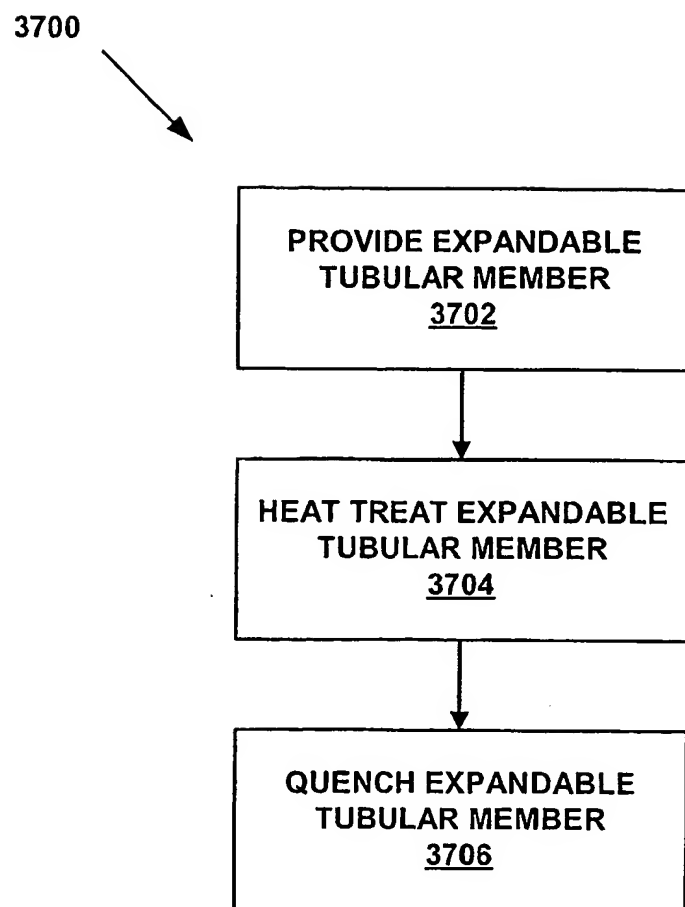 3700
PROVIDE EXPANDABLE
TUBULAR MEMBER
3702
HEAT TREAT EXPANDABLE
TUBULAR MEMBER
3704
QUENCH EXPANDABLE
TUBULAR MEMBER
3706